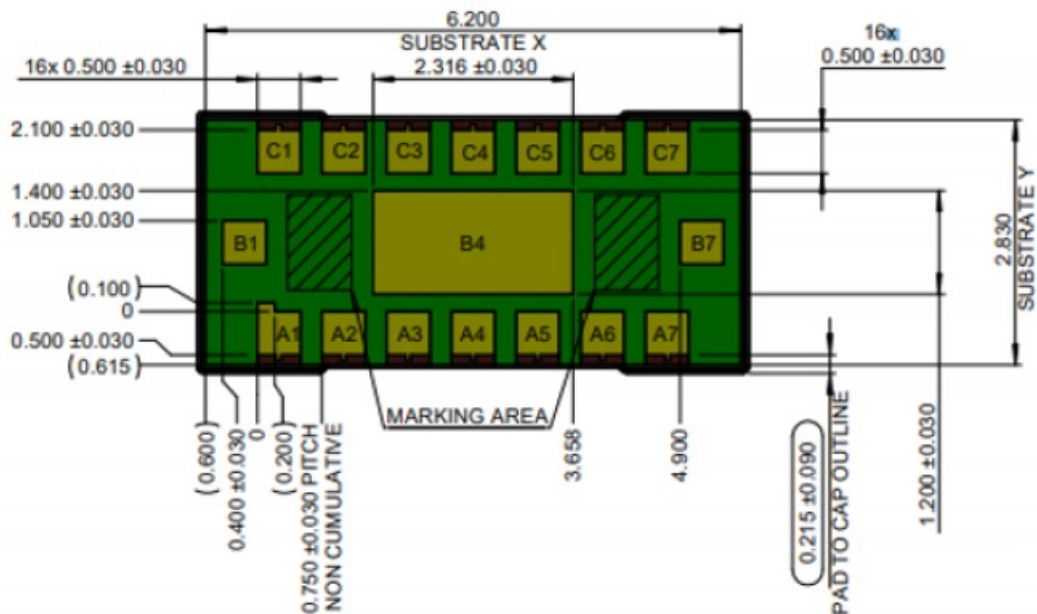 6.200
SUBSTRATE X
16x
0.500 ±0.030
16x 0.500 ±0.030
2.316 ±0.030
2.100 ±0.030
C1 C2 C3 C4 C5 C6 C7
1.400 ±0.030
1.050 ±0.030
B1 B4 B7
2.830
SUBSTRATE Y
(0.100)
0
A1 A2 A3 A4 A5 A6 A7
0.500 ±0.030
(0.615)
MARKING AREA
(0.600)
0.400 ±0.030
0
(0.200)
0.750 ±0.030 PITCH
NON CUMULATIVE
3.658
4.900
0.215 ±0.090
PAD TO CAP OUTLINE
1.200 ±0.030